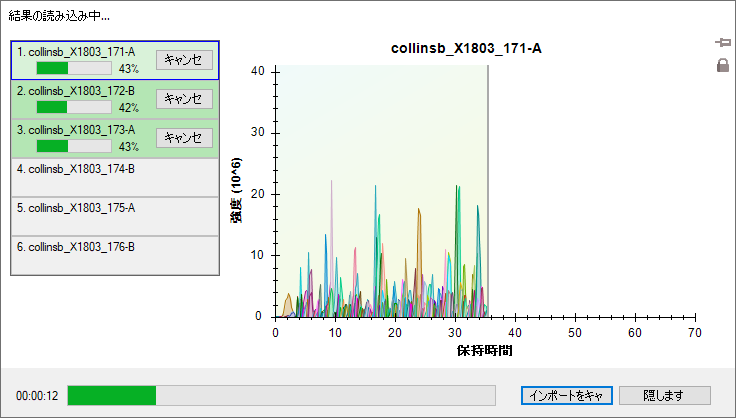 結果の読み込み中...
1. collinsb_X1803_171-A
43%
キャンセ
2. collinsb_X1803_172-B
42%
キャンセ
3. collinsb_X1803_173-A
43%
キャンセ
4. collinsb_X1803_174-B
5. collinsb_X1803_175-A
6. collinsb_X1803_176-B
collinsb_X1803_171-A
強度 (10^6)
40
30
20
10
0
0 10 20 30 40 50 60 70
保持時間
00:00:12
インポートをキャ
隠します